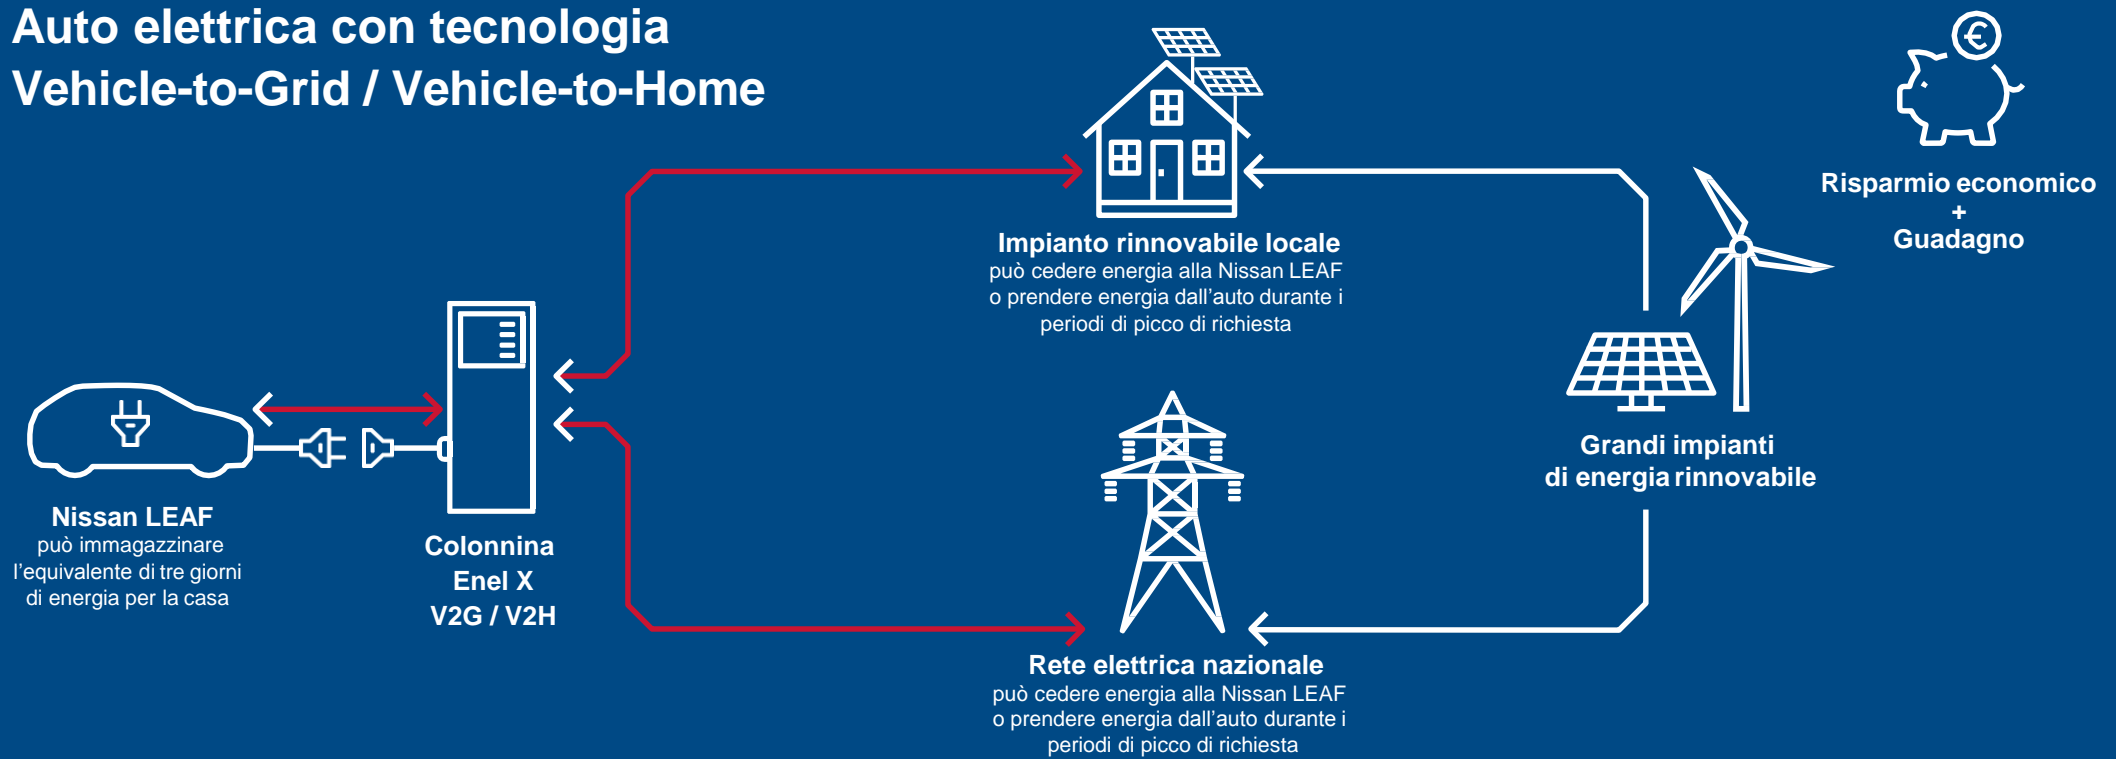 Auto elettrica con tecnologia
Vehicle-to-Grid / Vehicle-to-Home
€
Risparmio economico
+
Guadagno
Impianto rinnovabile locale
può cedere energia alla Nissan LEAF
o prendere energia dall'auto durante i
periodi di picco di richiesta
Grandi impianti
di energia rinnovabile
Nissan LEAF
può immagazzinare
l'equivalente di tre giorni
di energia per la casa
Colonnina
Enel X
V2G / V2H
Rete elettrica nazionale
può cedere energia alla Nissan LEAF
o prendere energia dall'auto durante i
periodi di picco di richiesta